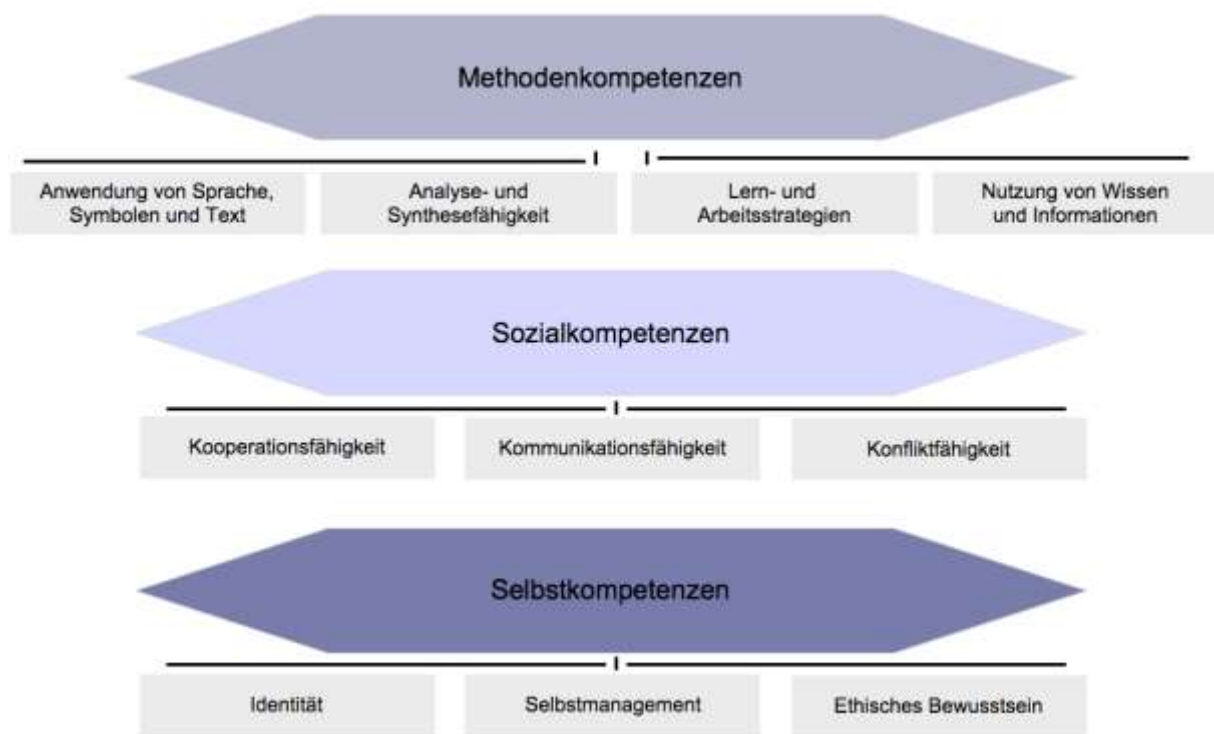 Methodenkompetenzen
Anwendung von Sprache,
Symbolen und Text
Analyse- und
Synthesefähigkeit
Lern- und
Arbeitsstrategien
Nutzung von Wissen
und Informationen
Sozialkompetenzen
Kooperationsfähigkeit
Kommunikationsfähigkeit
Konfliktfähigkeit
Selbstkompetenzen
Identität
Selbstmanagement
Ethisches Bewusstsein